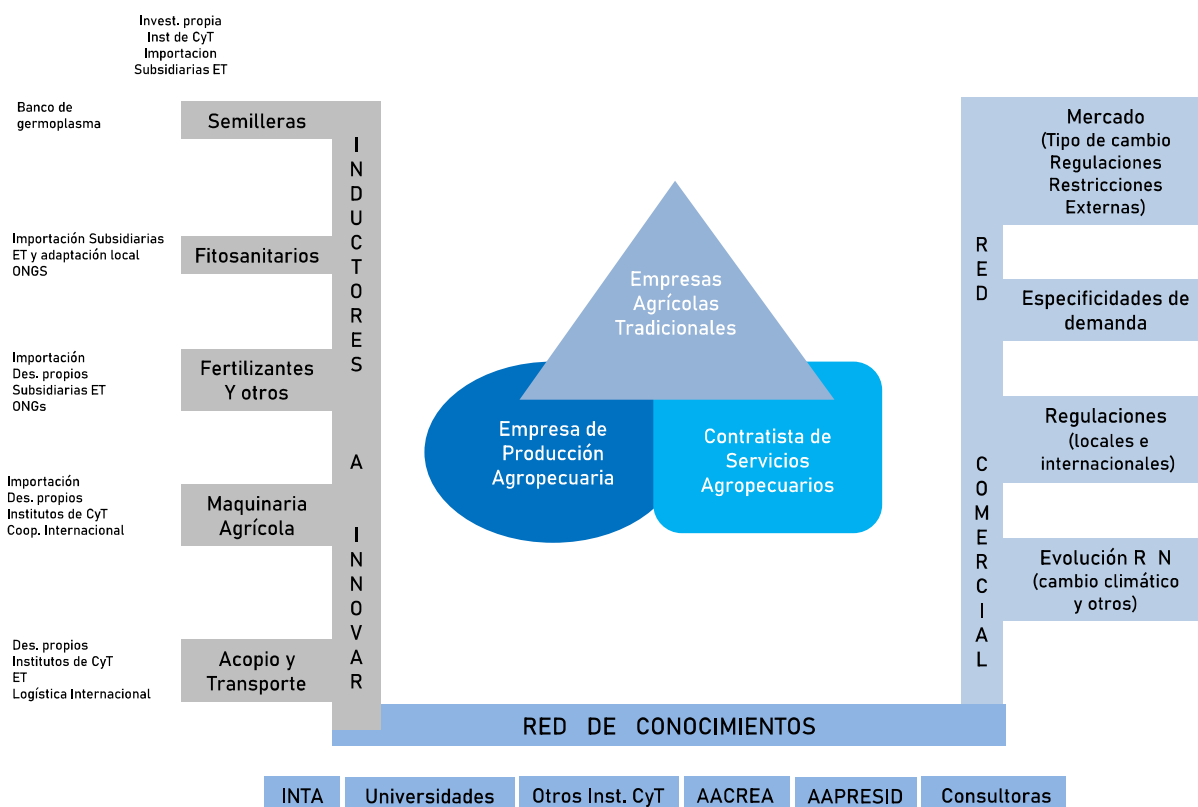 Invest. propia
Inst de CyT
Importacion
Subsidiarias ET
Banco de
germoplasma
Semilleras
Importación Subsidiarias
ET y adaptación local
ONGS
Fitosanitarios
Importación
Des. propios
Subsidiarias ET
ONGs
Fertilizantes
Y otros
Importación
Des. propios
Institutos de CyT
Coop. Internacional
Maquinaria
Agrícola
Des. propios
Institutos de CyT
ET
Logística Internacional
Acopio y
Transporte
INDUCTORES A INNOVAR
Empresas
Agrícolas
Tradicionales
Empresa de
Producción
Agropecuaria
Contratista de
Servicios
Agropecuarios
RED COMERCIAL
Mercado
(Tipo de cambio
Regulaciones
Restricciones
Externas)
Especificidades de
demanda
Regulaciones
(locales e
internacionales)
Evolución R N
(cambio climático
y otros)
RED DE CONOCIMIENTOS
INTA
Universidades
Otros Inst. CyT
AACREA
AAPRESID
Consultoras